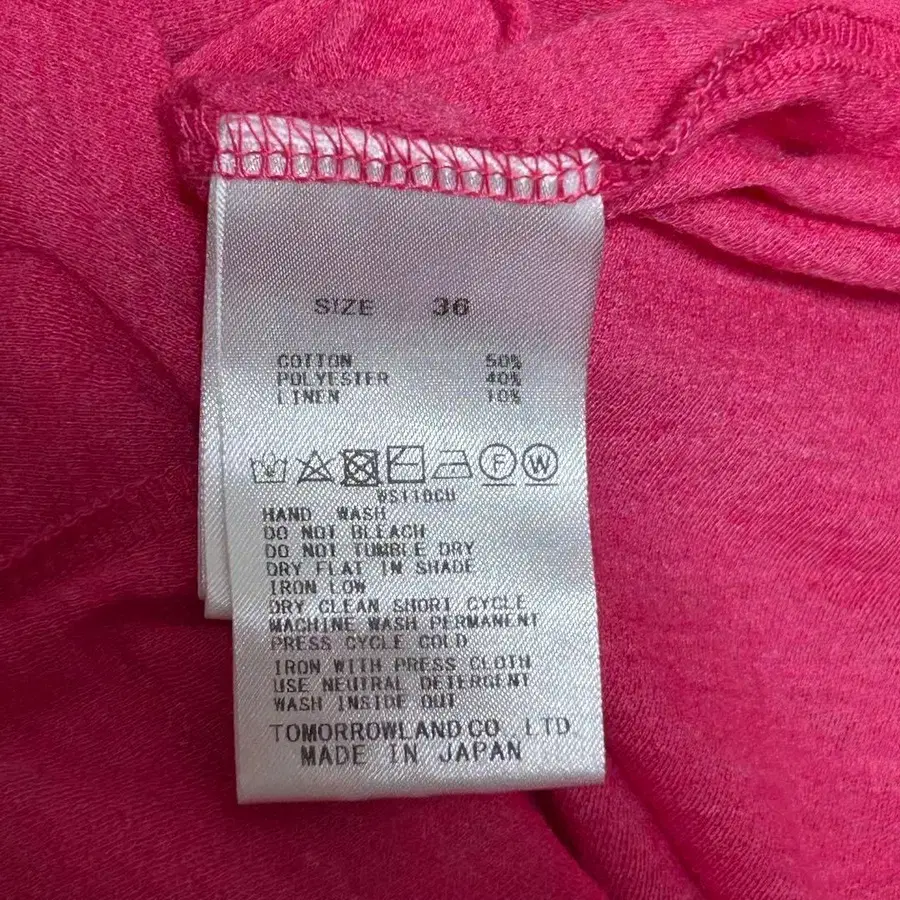 SIZE 36
COTTON 50%
POLYESTER 40%
LINEN 10%
F W
WS110CU
HAND WASH
DO NOT BLEACH
DO NOT TUMBLE DRY
DRY FLAT IN SHADE
IRON LOW
DRY CLEAN SHORT CYCLE
MACHINE WASH PERMANENT
PRESS CYCLE COLD
IRON WITH PRESS CLOTH
USE NEUTRAL DETERGENT
WASH INSIDE OUT
TOMORROWLAND CO., LTD.
MADE IN JAPAN